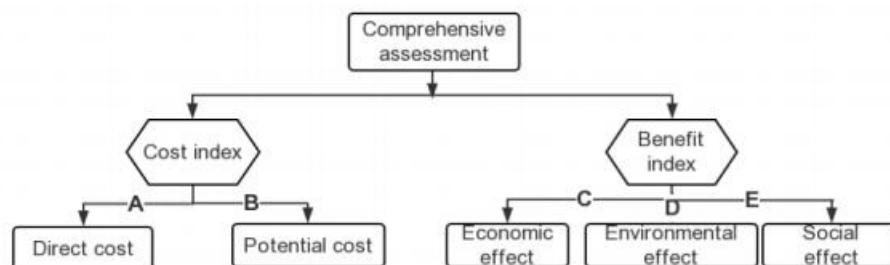 Comprehensive
assessment
Cost index
Benefit
index
A
B
C
D
E
Direct cost
Potential cost
Economic
effect
Environmental
effect
Social
effect